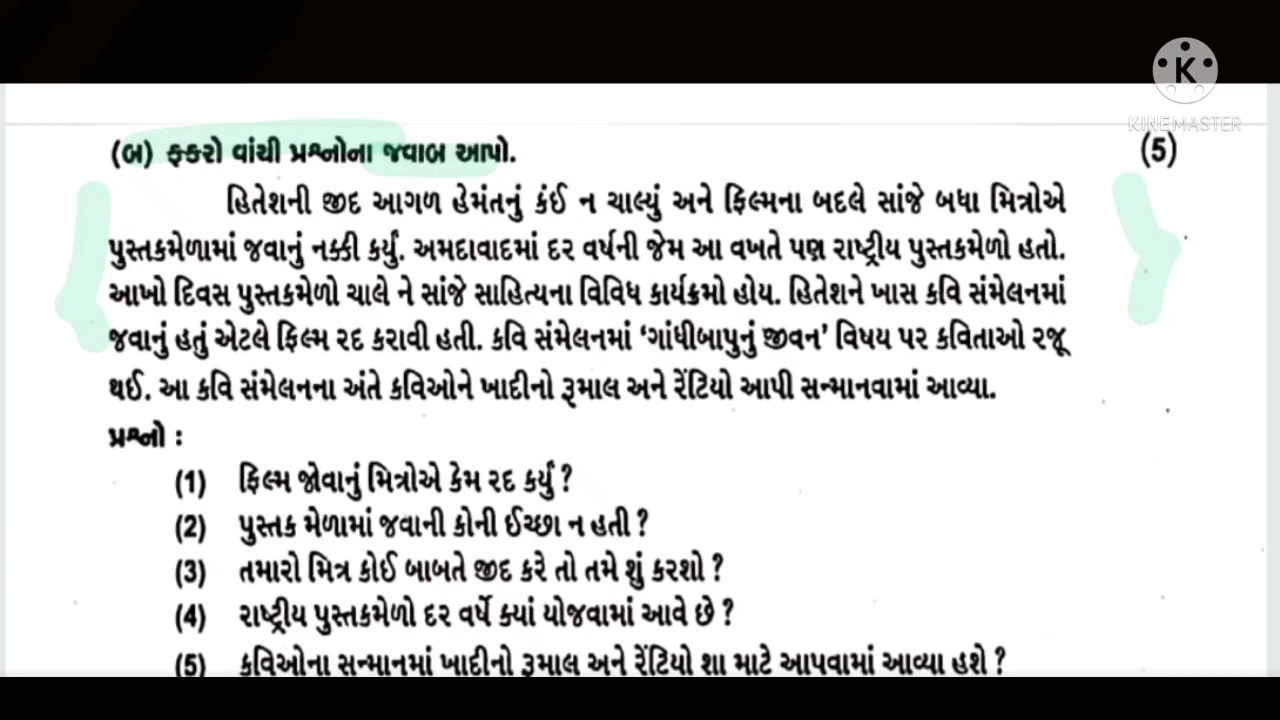 K
KINEMASTER
(બ) ફકરો વાંચી પ્રશ્નોના જવાબ આપો. (5)
હિતેશની જીદ આગળ હેમંતનું કંઈ ન ચાલ્યું અને ફિલ્મના બદલે સાંજે બધા મિત્રોએ
પુસ્તકમેળામાં જવાનું નક્કી કર્યું. અમદાવાદમાં દર વર્ષની જેમ આ વખતે પણ રાષ્ટ્રીય પુસ્તકમેળો હતો.
આખો દિવસ પુસ્તકમેળો ચાલે ને સાંજે સાહિત્યના વિવિધ કાર્યક્રમો હોય. હિતેશને ખાસ કવિ સંમેલનમાં
જવાનું હતું એટલે ફિલ્મ રદ કરાવી હતી. કવિ સંમેલનમાં ‘ગાંધીબાપુનું જીવન’ વિષય પર કવિતાઓ રજૂ
થઈ. આ કવિ સંમેલનના અંતે કવિઓને ખાદીનો રૂમાલ અને રેંટિયો આપી સન્માનવામાં આવ્યા.
પ્રશ્નો :
(1) ફિલ્મ જોવાનું મિત્રોએ કેમ રદ કર્યું ?
(2) પુસ્તક મેળામાં જવાની કોની ઈચ્છા ન હતી ?
(3) તમારો મિત્ર કોઈ બાબતે જીદ કરે તો તમે શું કરશો ?
(4) રાષ્ટ્રીય પુસ્તકમેળો દર વર્ષે ક્યાં યોજવામાં આવે છે ?
(5) કવિઓના સન્માનમાં ખાદીનો રૂમાલ અને રેંટિયો શા માટે આપવામાં આવ્યા હશે ?